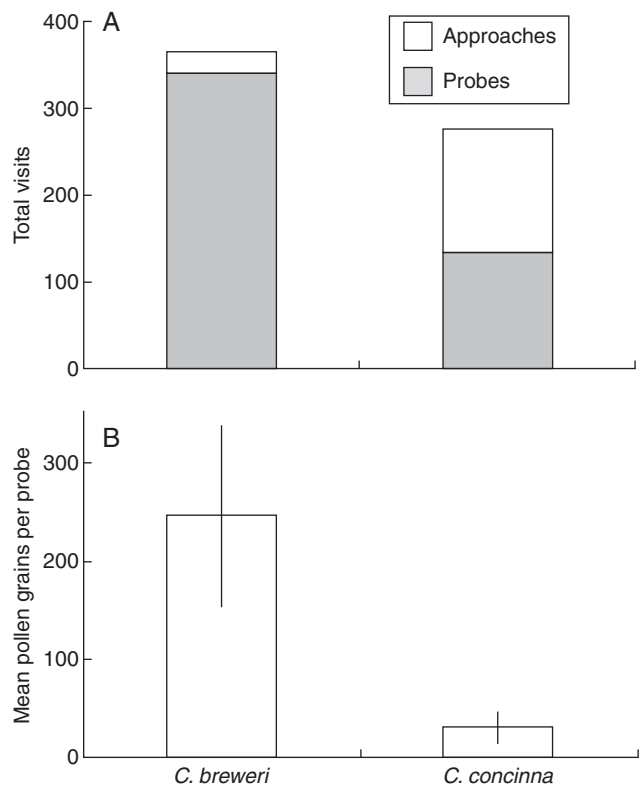 A
Approaches
Probes
Total visits
400
300
200
100
0
B
Mean pollen grains per probe
300
200
100
0
C. breweri
C. concinna